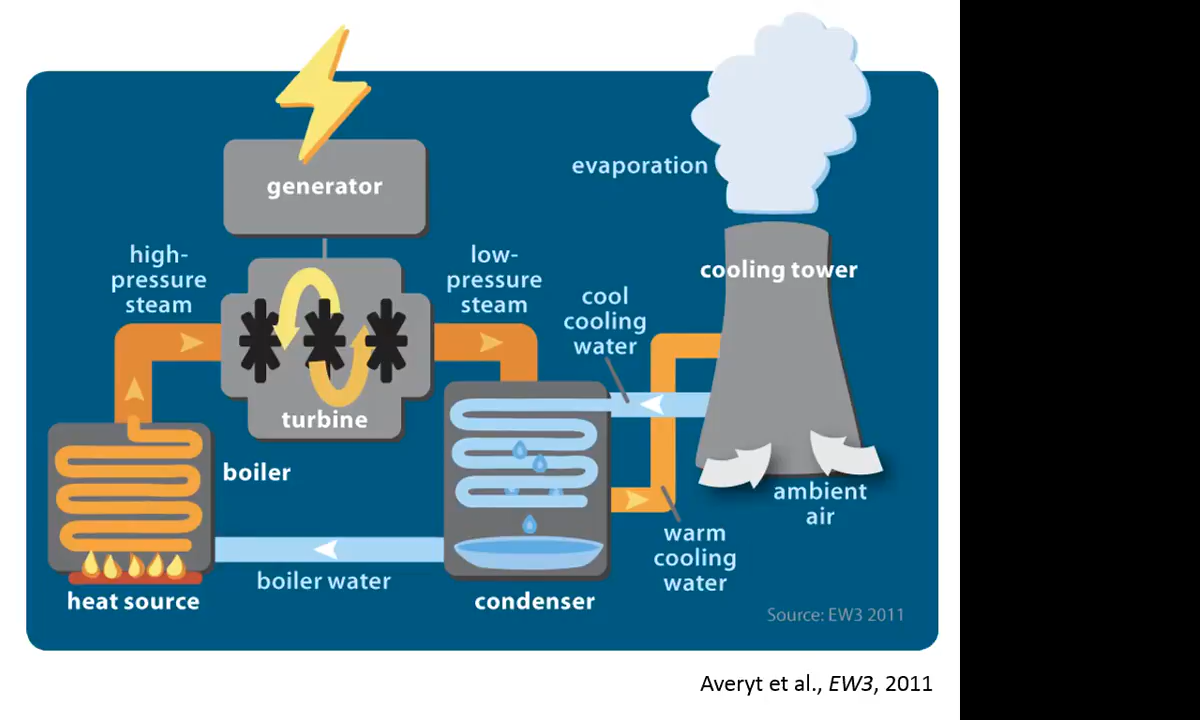 generator
evaporation
high-
pressure
steam
low-
pressure
steam
cooling tower
cool
cooling
water
turbine
boiler
ambient
air
warm
cooling
water
boiler water
heat source
condenser
Source: EW3 2011
Averyt et al., EW3, 2011